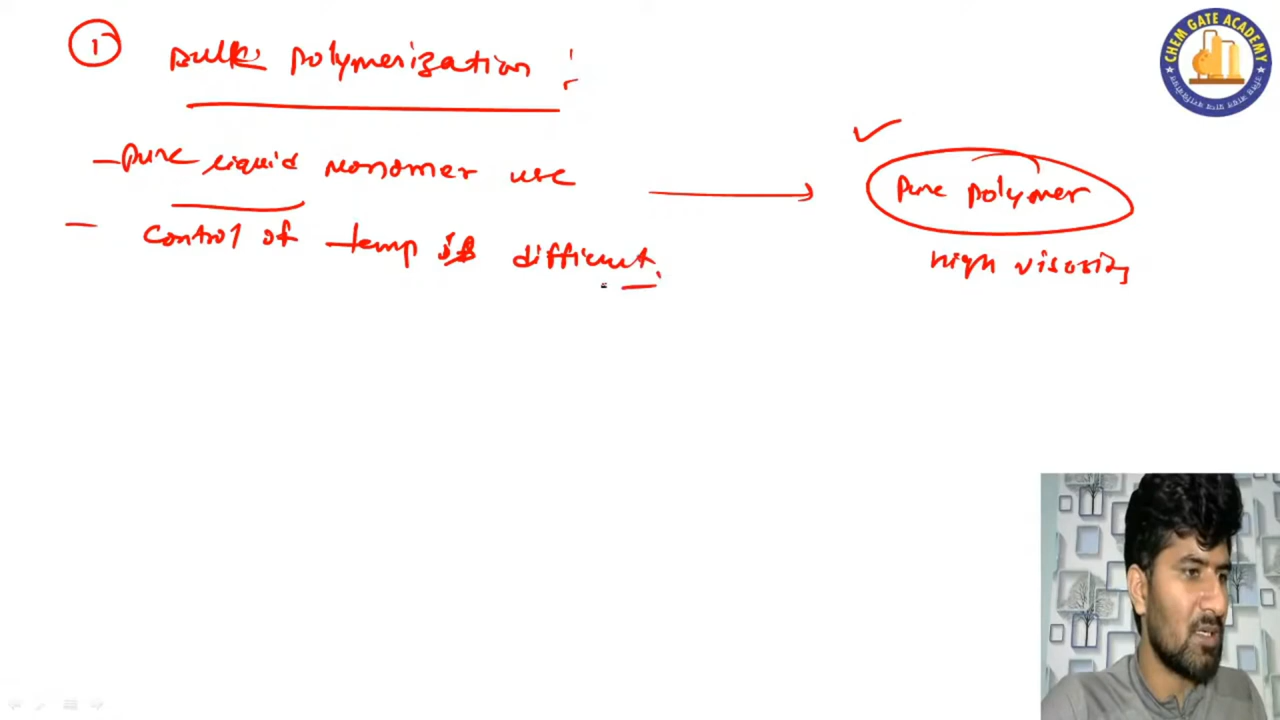 1 Bulk polymerization :
- pure liquid monomer use → pure polymer
high viscosity
- control of temp is difficult.
CHEM GATE ACADEMY